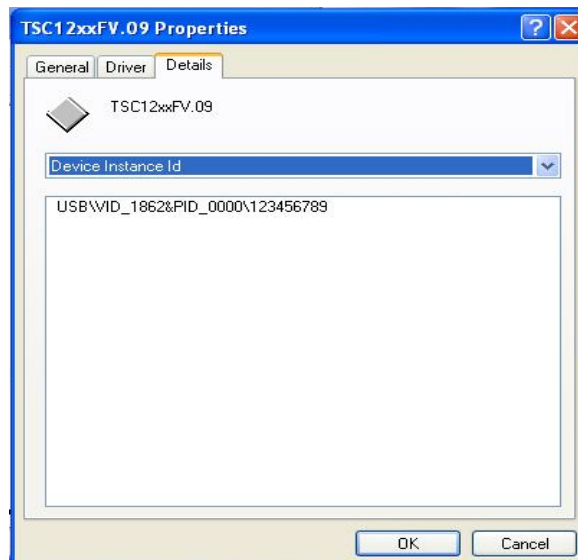 TSC12xxFV.09 Properties
General Driver Details
TSC12xxFV.09
Device Instance Id
USB\VID_1862&PID_0000\123456789
OK Cancel